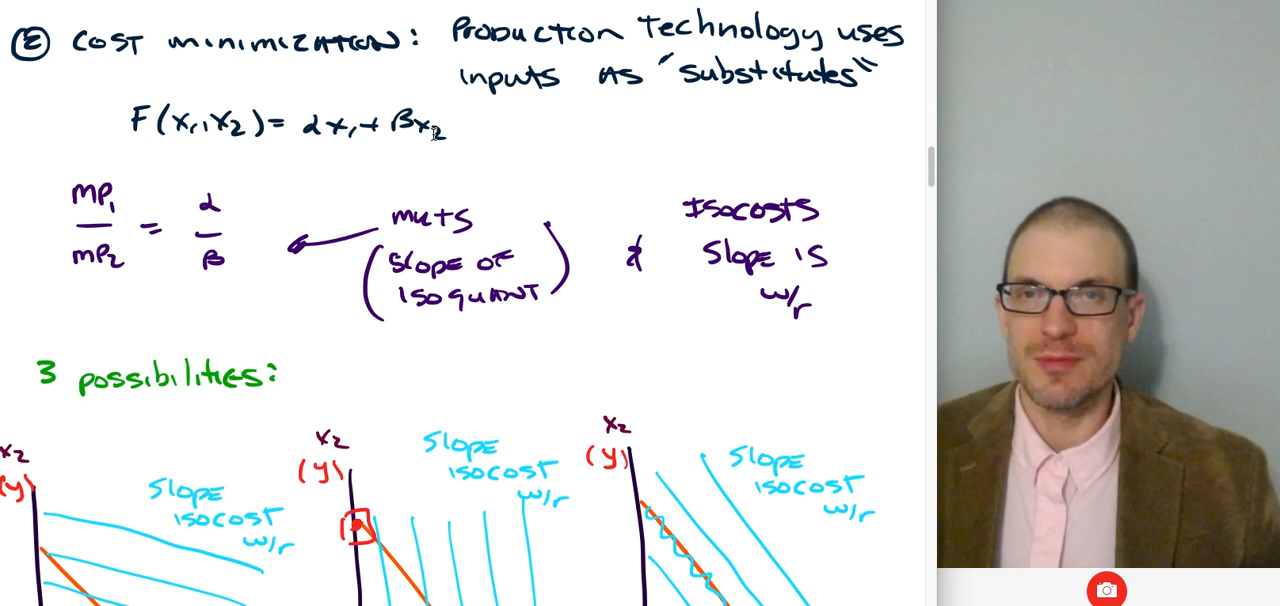 ② COST MINIMIZATION: PRODUCTION TECHNOLOGY USES
INPUTS AS "SUBSTITUTES"
F(x₁,x₂) = αx₁ + βx₂
MP₁/MP₂ = α/β
MRTS
(SLOPE OF
ISOQUANT)
&
ISOCOSTS
SLOPE IS
w/r
3 possibilities:
x₂
(y)
SLOPE
ISOCOST
w/r
x₂
(y)
SLOPE
ISOCOST
w/r
x₂
(y)
SLOPE
ISOCOST
w/r